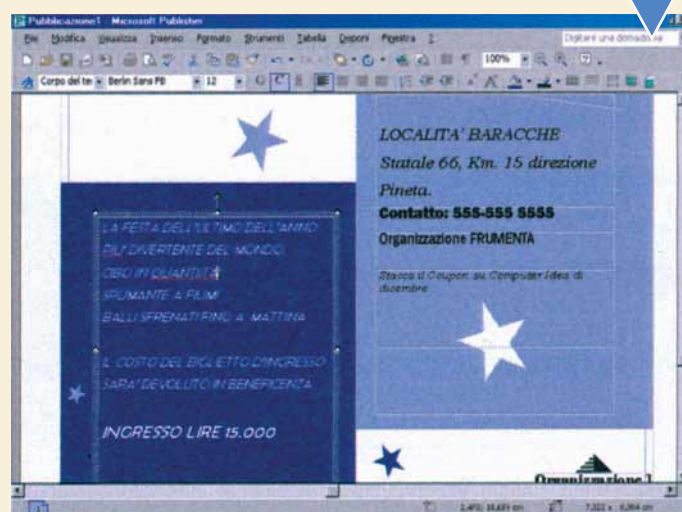 Pubblicazione1 - Microsoft Publisher
File Modifica Visualizza Inserisci Formato Strumenti Tabella Disponi Finestra ?
Digitare una domanda
100%
Corpo del te Berlin Sans FB 12 G C S
LA FESTA DELL'ULTIMO DELL'ANNO
PIU' DIVERTENTE DEL MONDO.
CIBO IN QUANTITA'
SPUMANTE A FIUMI
BALLI SFRENATI FINO A MATTINA
IL COSTO DEL BIGLIETTO D'INGRESSO
SARA' DEVOLUTO IN BENEFICENZA
INGRESSO LIRE 15.000
LOCALITA' BARACCHE
Statale 66, Km. 15 direzione
Pineta.
Contatto: 555-555 5555
Organizzazione FRUMENTA
Stacca il Coupon su Computer Idea di
dicembre
Organizzazione